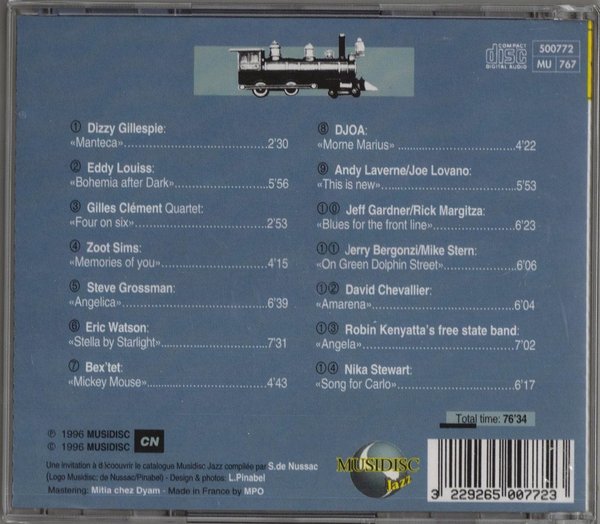 COMPACT
disc
DIGITAL AUDIO
500772
MU 767
① Dizzy Gillespie:
«Manteca».......................................2'30
② Eddy Louiss:
«Bohemia after Dark»......................5'56
③ Gilles Clément Quartet:
«Four on six»..................................2'53
④ Zoot Sims:
«Memories of you»..........................4'15
⑤ Steve Grossman:
«Angelica».......................................6'39
⑥ Eric Watson:
«Stella by Starlight».........................7'31
⑦ Bex'tet:
«Mickey Mouse»..............................4'43
⑧ DJOA:
«Morne Marius»...............................4'22
⑨ Andy Laverne/Joe Lovano:
«This is new»...................................5'53
①⓪ Jeff Gardner/Rick Margitza:
«Blues for the front line»..................6'23
①① Jerry Bergonzi/Mike Stern:
«On Green Dolphin Street»...............6'06
①② David Chevallier:
«Amarena»......................................6'04
①③ Robin Kenyatta's free state band:
«Angela»..........................................7'02
①④ Nika Stewart:
«Song for Carlo»..............................6'17
Total time: 76'34
℗ 1996 MUSIDISC
© 1996 MUSIDISC
CN
Une invitation à d écoouvrir le catalogue Musidisc Jazz compilée par S.de Nussac
(Logo Musidisc: de Nussac/Pinabel) - Design & photos: L.Pinabel
Mastering: Mitia chez Dyam - Made in France by MPO
MUSIDISC
Jazz
3 229265 007723